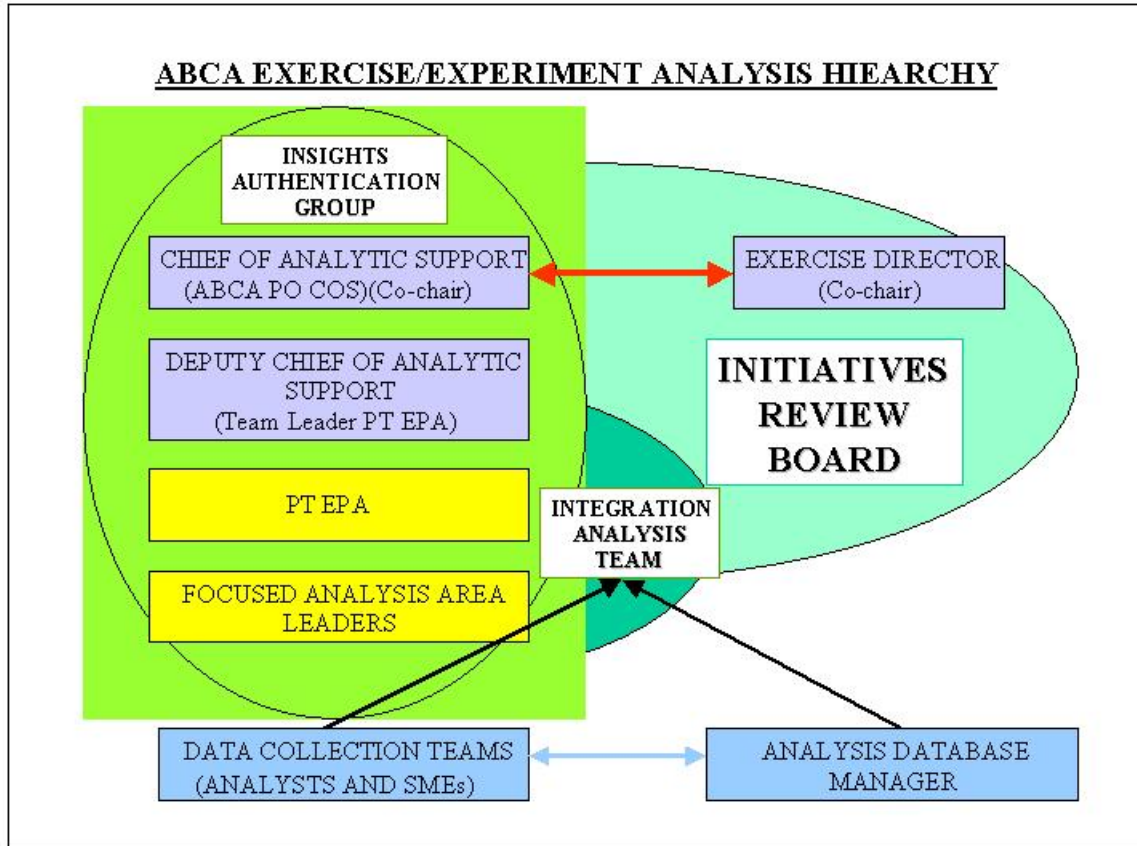 ABCA EXERCISE/EXPERIMENT ANALYSIS HIEARCHY
INSIGHTS
AUTHENTICATION
GROUP
CHIEF OF ANALYTIC SUPPORT
(ABCA PO COS)(Co-chair)
EXERCISE DIRECTOR
(Co-chair)
DEPUTY CHIEF OF ANALYTIC
SUPPORT
(Team Leader PT EPA)
INITIATIVES
REVIEW
BOARD
PT EPA
INTEGRATION
ANALYSIS
TEAM
FOCUSED ANALYSIS AREA
LEADERS
DATA COLLECTION TEAMS
(ANALYSTS AND SMEs)
ANALYSIS DATABASE
MANAGER